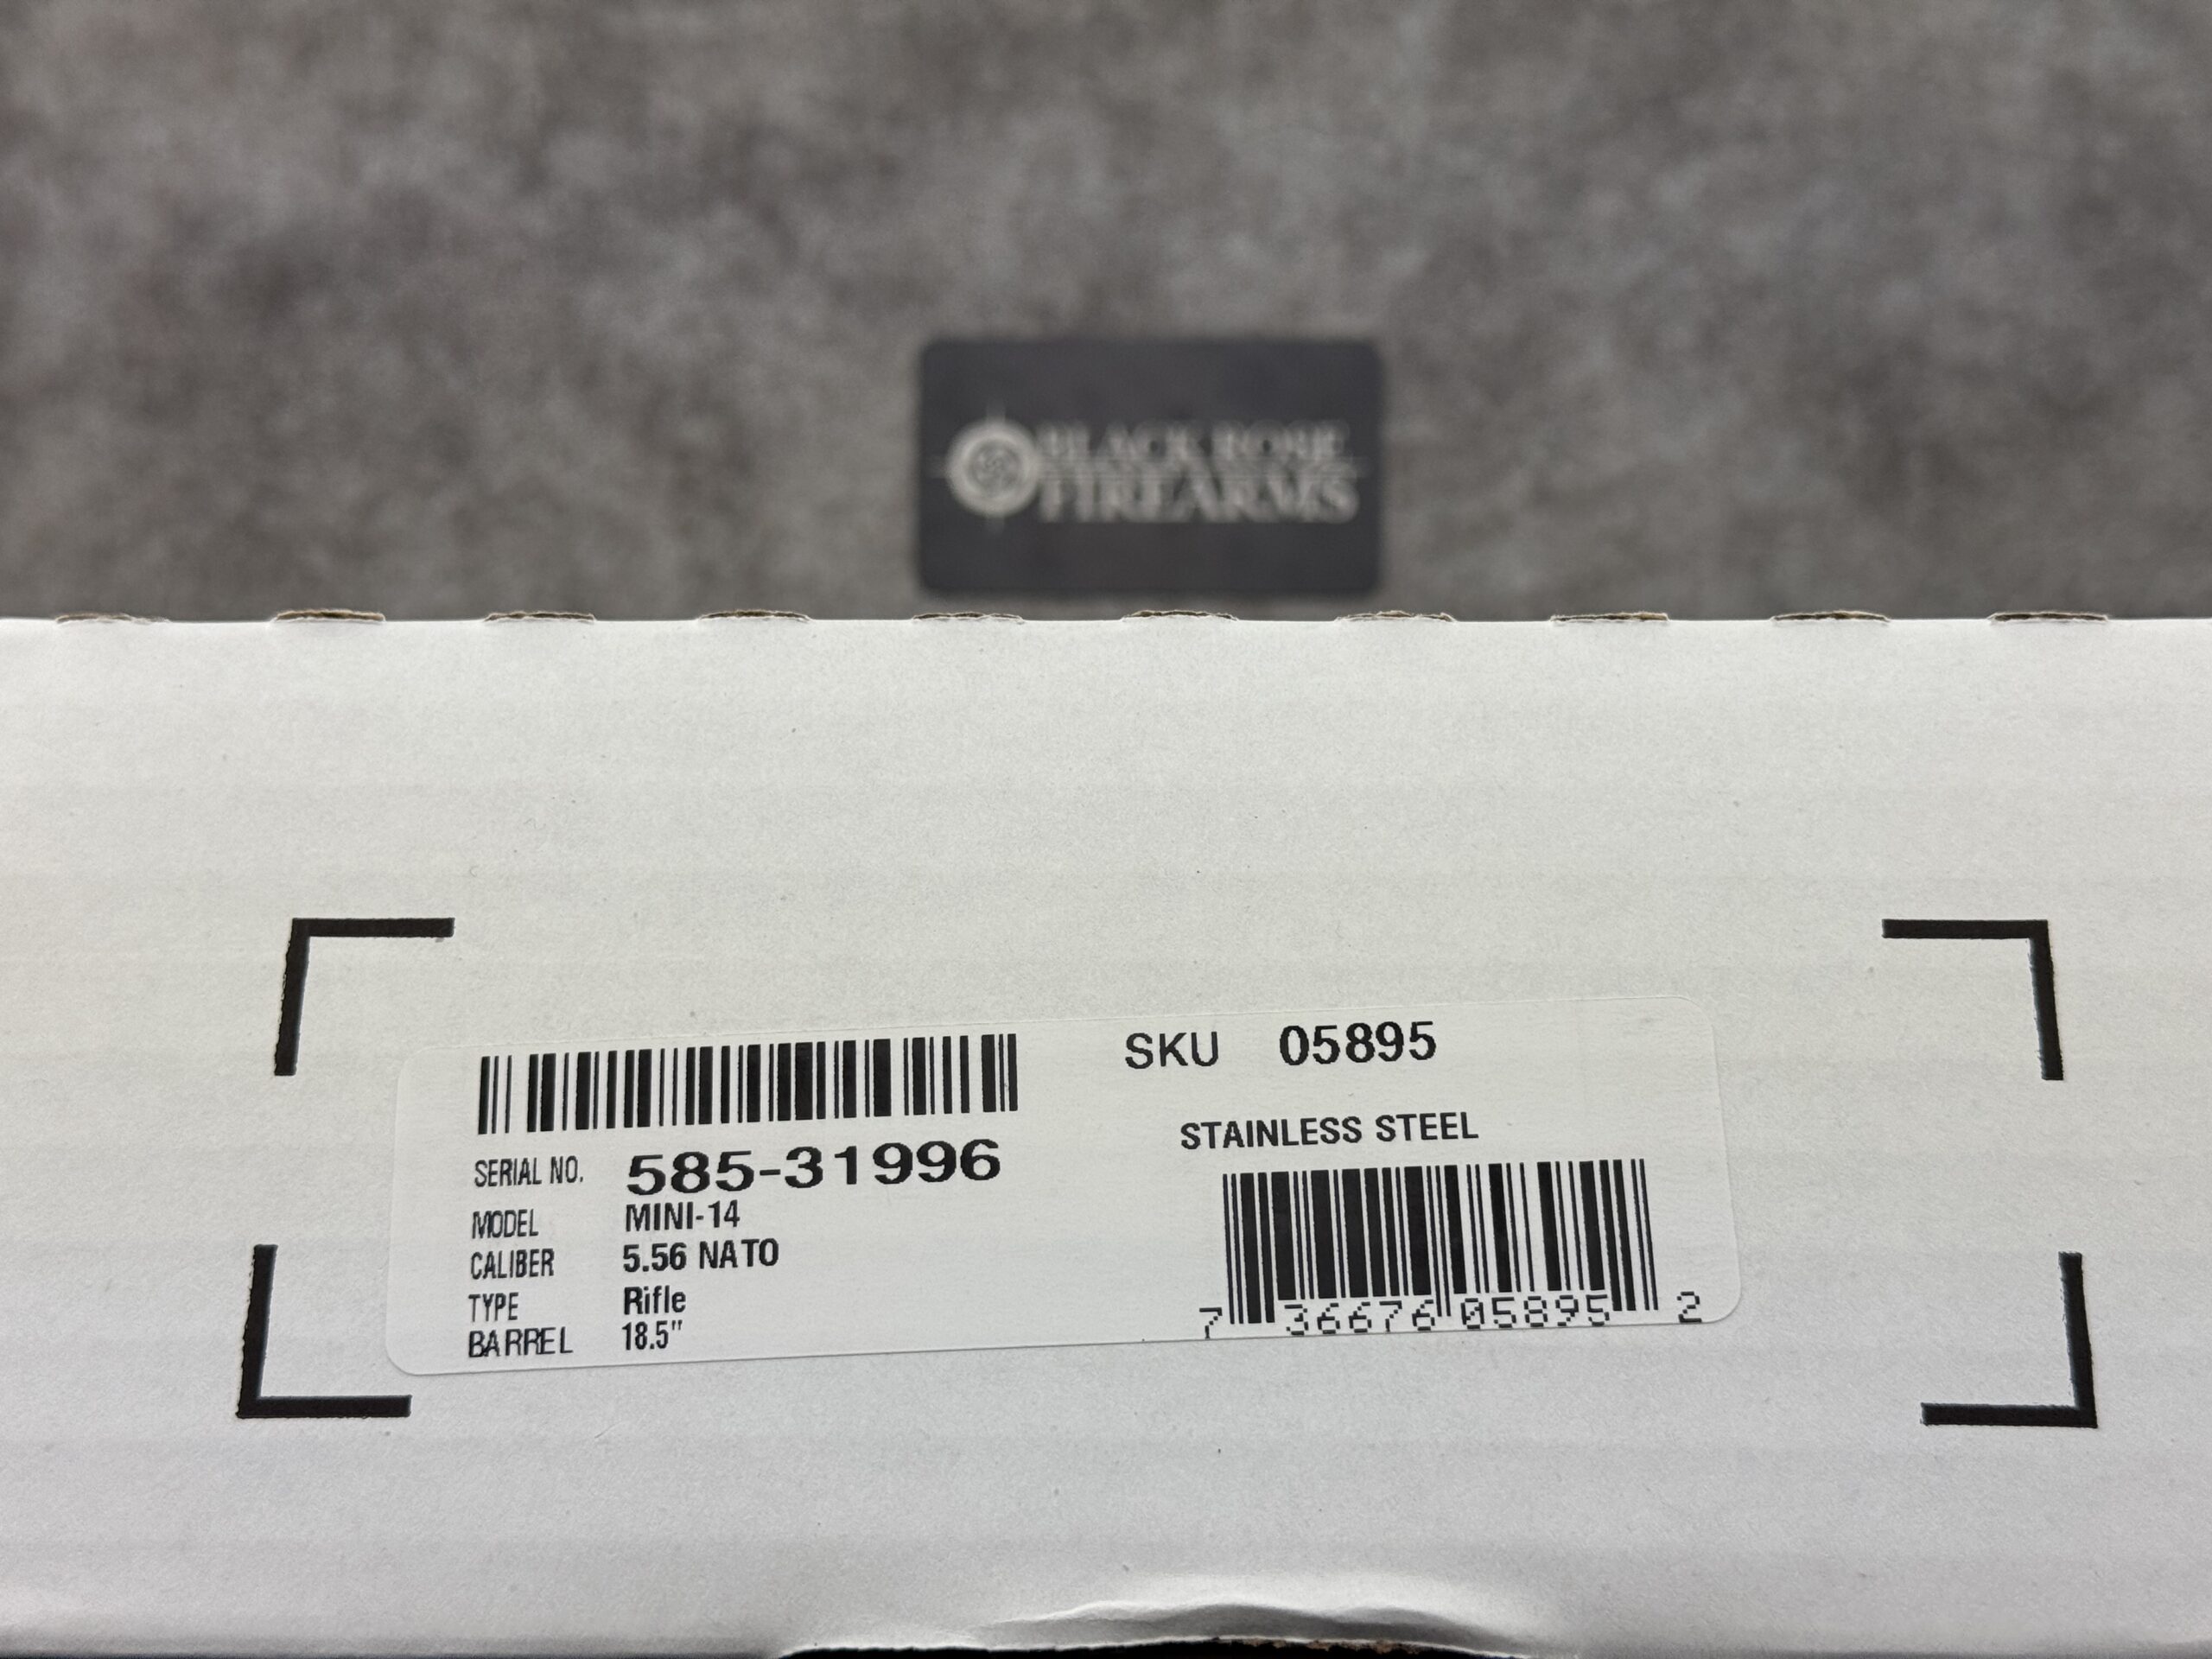 BLACK ROSE
FIREARMS
SKU 05895
STAINLESS STEEL
SERIAL NO. 585-31996
MODEL MINI-14
CALIBER 5.56 NATO
TYPE Rifle
BARREL 18.5"
7 36676 05895 2